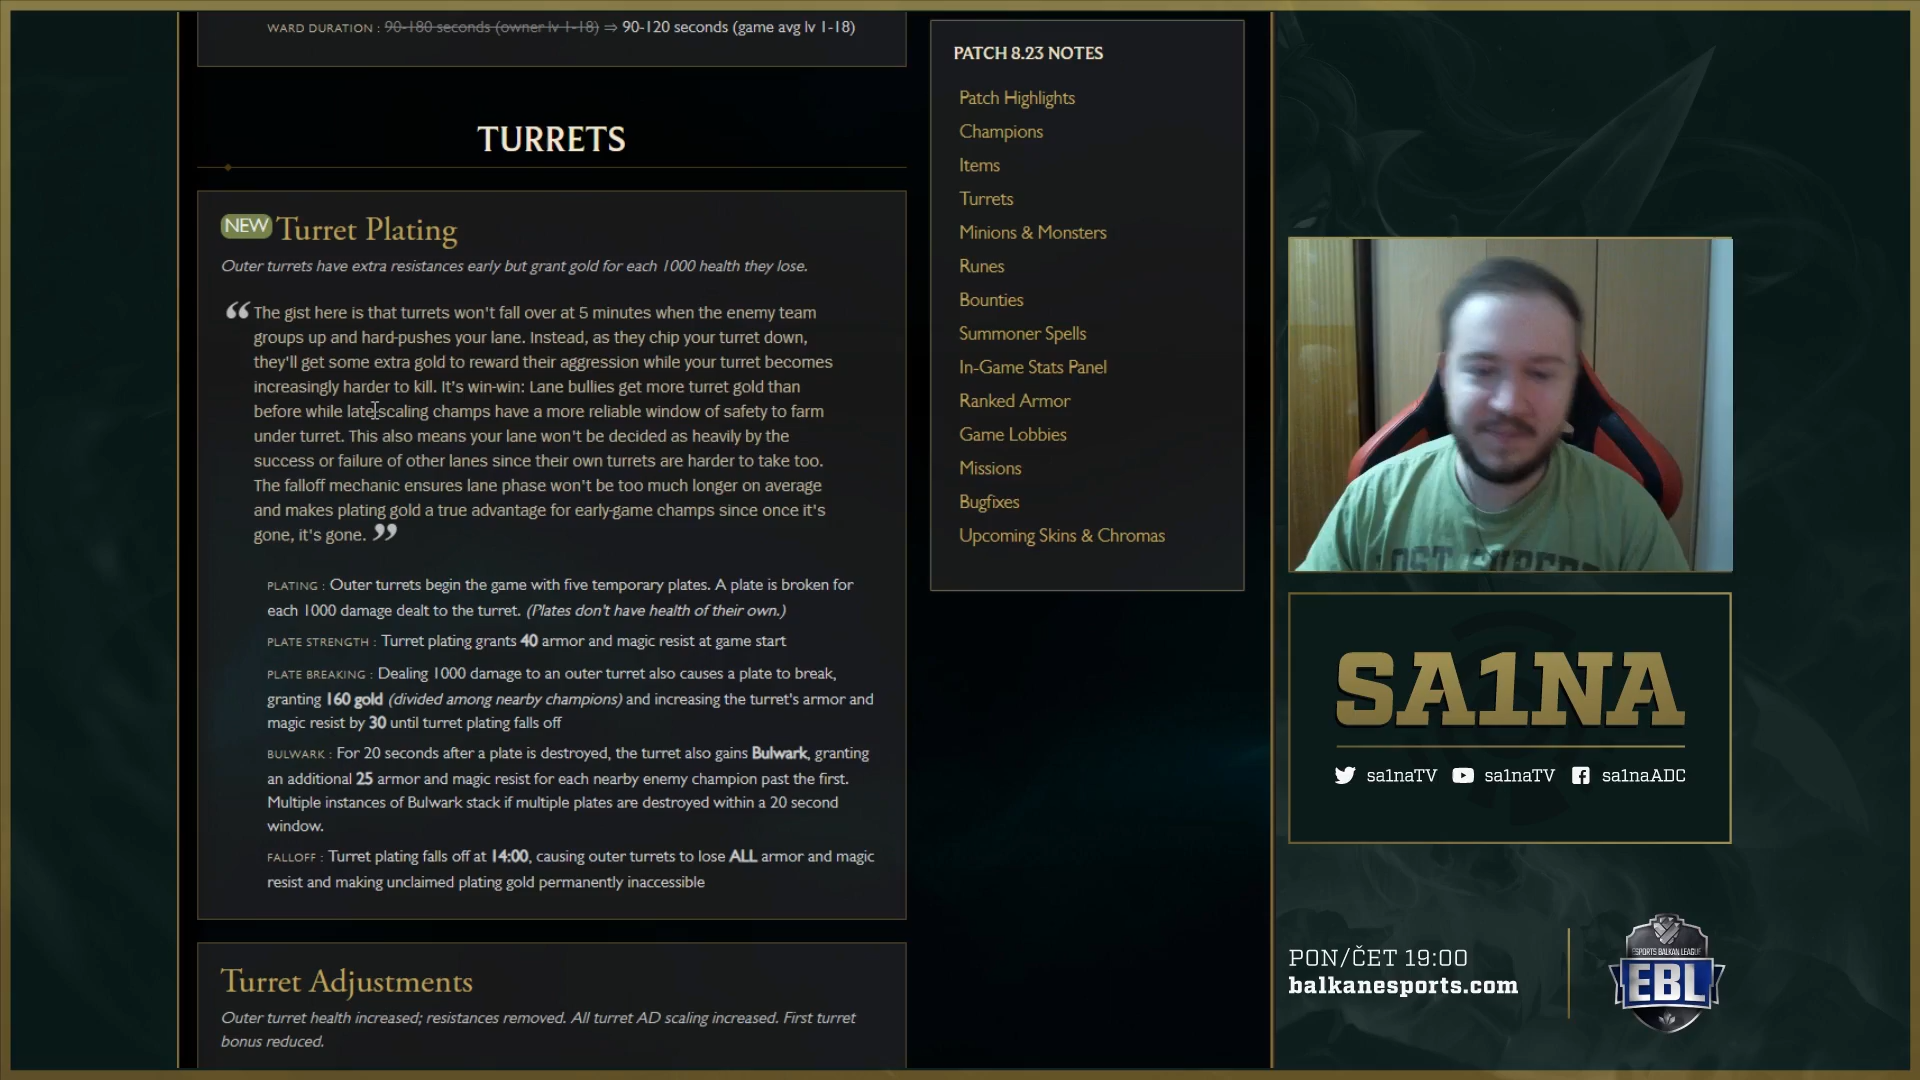 WARD DURATION : 90-180 seconds (owner lv 1-18) ⇒ 90-120 seconds (game avg lv 1-18)
TURRETS
NEW Turret Plating
Outer turrets have extra resistances early but grant gold for each 1000 health they lose.
“ The gist here is that turrets won't fall over at 5 minutes when the enemy team
groups up and hard-pushes your lane. Instead, as they chip your turret down,
they'll get some extra gold to reward their aggression while your turret becomes
increasingly harder to kill. It's win-win: Lane bullies get more turret gold than
before while late scaling champs have a more reliable window of safety to farm
under turret. This also means your lane won't be decided as heavily by the
success or failure of other lanes since their own turrets are harder to take too.
The falloff mechanic ensures lane phase won't be too much longer on average
and makes plating gold a true advantage for early-game champs since once it's
gone, it's gone. ”
PLATING : Outer turrets begin the game with five temporary plates. A plate is broken for
each 1000 damage dealt to the turret. (Plates don't have health of their own.)
PLATE STRENGTH : Turret plating grants 40 armor and magic resist at game start
PLATE BREAKING : Dealing 1000 damage to an outer turret also causes a plate to break,
granting 160 gold (divided among nearby champions) and increasing the turret's armor and
magic resist by 30 until turret plating falls off
BULWARK : For 20 seconds after a plate is destroyed, the turret also gains Bulwark, granting
an additional 25 armor and magic resist for each nearby enemy champion past the first.
Multiple instances of Bulwark stack if multiple plates are destroyed within a 20 second
window.
FALLOFF : Turret plating falls off at 14:00, causing outer turrets to lose ALL armor and magic
resist and making unclaimed plating gold permanently inaccessible
Turret Adjustments
Outer turret health increased; resistances removed. All turret AD scaling increased. First turret
bonus reduced.
PATCH 8.23 NOTES
Patch Highlights
Champions
Items
Turrets
Minions & Monsters
Runes
Bounties
Summoner Spells
In-Game Stats Panel
Ranked Armor
Game Lobbies
Missions
Bugfixes
Upcoming Skins & Chromas
SA1NA
sa1naTV sa1naTV sa1naADC
PON/ČET 19:00
balkanesports.com
ESPORTS BALKAN LEAGUE
EBL